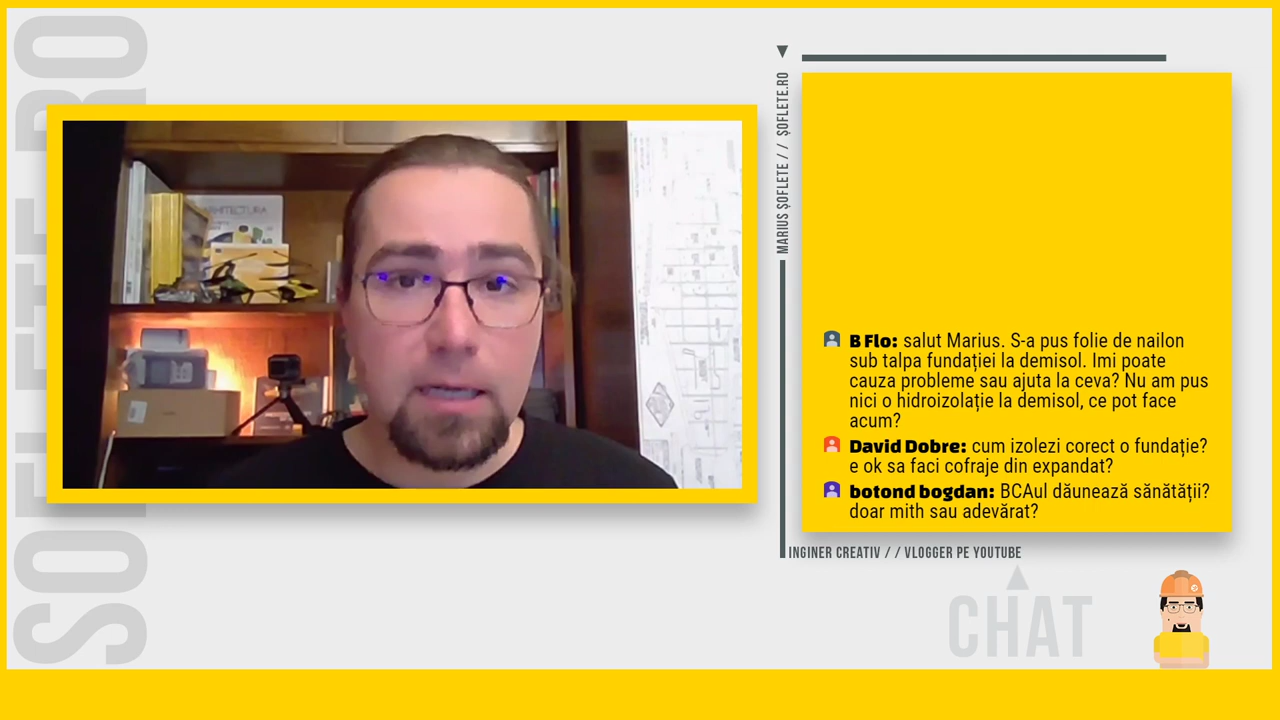 SOFLETE.RO
ARHITECTURA
MARIUS ȘOFLETE // ȘOFLETE.RO
B Flo: salut Marius. S-a pus folie de nailon
sub talpa fundației la demisol. Imi poate
cauza probleme sau ajuta la ceva? Nu am pus
nici o hidroizolație la demisol, ce pot face
acum?
David Dobre: cum izolezi corect o fundație?
e ok sa faci cofraje din expandat?
botond bogdan: BCAul dăunează sănătății?
doar mith sau adevărat?
INGINER CREATIV // VLOGGER PE YOUTUBE
CHAT